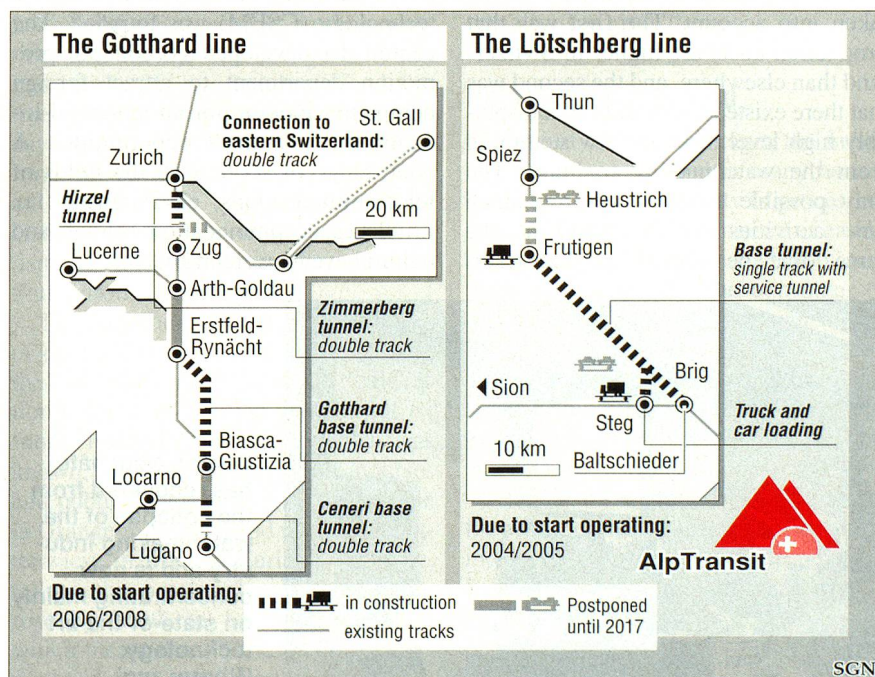 The Gotthard line
St. Gall
Connection to
eastern Switzerland:
double track
Zurich
Hirzel
tunnel
20 km
Lucerne
Zug
Arth-Goldau
Erstfeld-
Rynächt
Zimmerberg
tunnel:
double track
Gotthard
base tunnel:
double track
Biasca-
Giustizia
Locarno
Ceneri base
tunnel:
double track
Lugano
Due to start operating:
2006/2008
The Lötschberg line
Thun
Spiez
Heustrich
Frutigen
Base tunnel:
single track with
service tunnel
Brig
Sion
Steg
Truck and
car loading
10 km
Baltschieder
Due to start operating:
2004/2005
AlpTransit
in construction
existing tracks
Postponed
until 2017
SGN